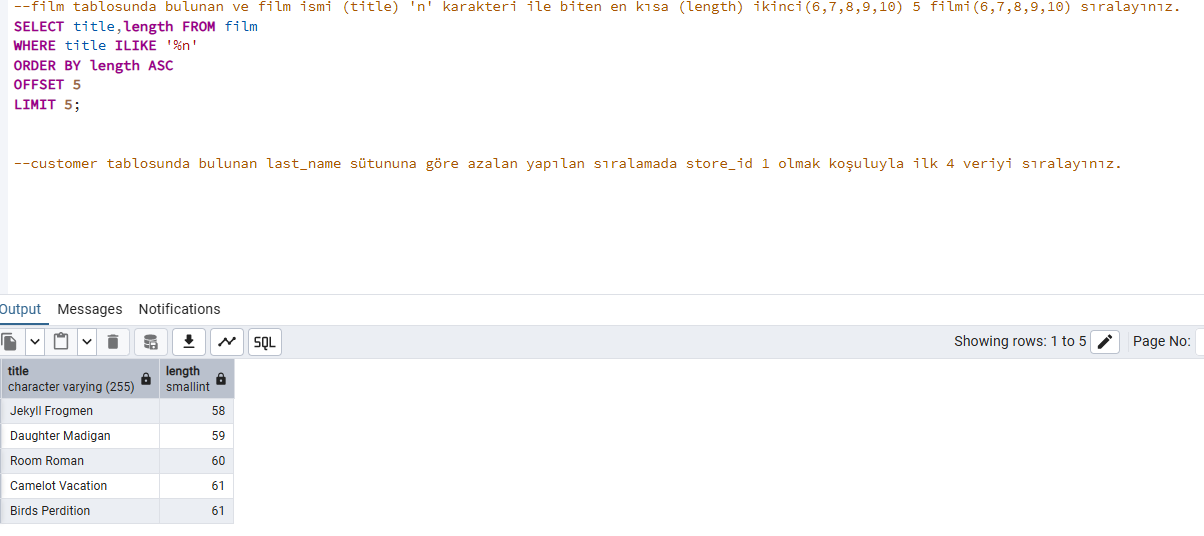 --film tablosunda bulunan ve film ismi (title) 'n' karakteri ile biten en kısa (length) ikinci(6,7,8,9,10) 5 filmi(6,7,8,9,10) sıralayınız.
SELECT title,length FROM film
WHERE title ILIKE '%n'
ORDER BY length ASC
OFFSET 5
LIMIT 5;
--customer tablosunda bulunan last_name sütununa göre azalan yapılan sıralamada store_id 1 olmak koşuluyla ilk 4 veriyi sıralayınız.
Output Messages Notifications
SQL Showing rows: 1 to 5 Page No:
title length
character varying (255) smallint
Jekyll Frogmen 58
Daughter Madigan 59
Room Roman 60
Camelot Vacation 61
Birds Perdition 61